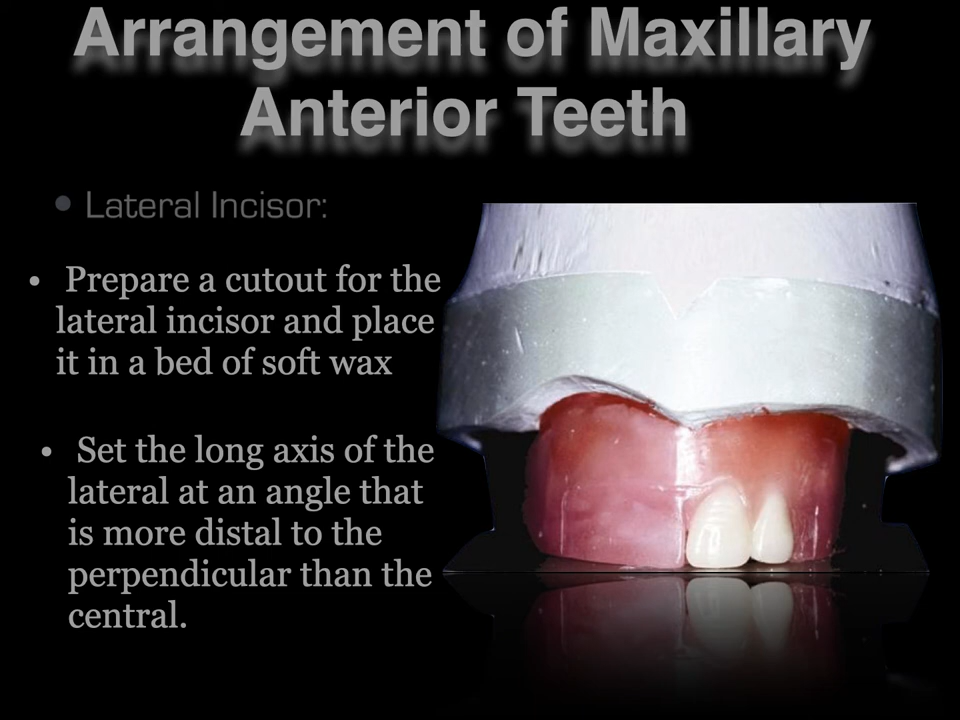 Arrangement of Maxillary
Anterior Teeth
• Lateral Incisor:
• Prepare a cutout for the
lateral incisor and place
it in a bed of soft wax
• Set the long axis of the
lateral at an angle that
is more distal to the
perpendicular than the
central.